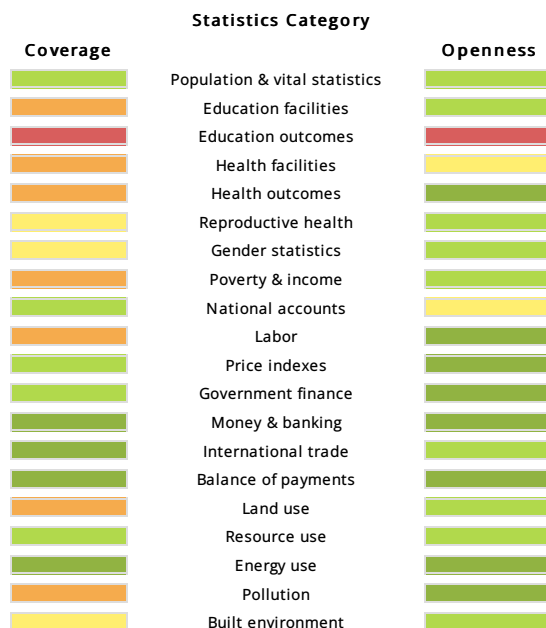 Statistics Category
Coverage Openness
Population & vital statistics
Education facilities
Education outcomes
Health facilities
Health outcomes
Reproductive health
Gender statistics
Poverty & income
National accounts
Labor
Price indexes
Government finance
Money & banking
International trade
Balance of payments
Land use
Resource use
Energy use
Pollution
Built environment